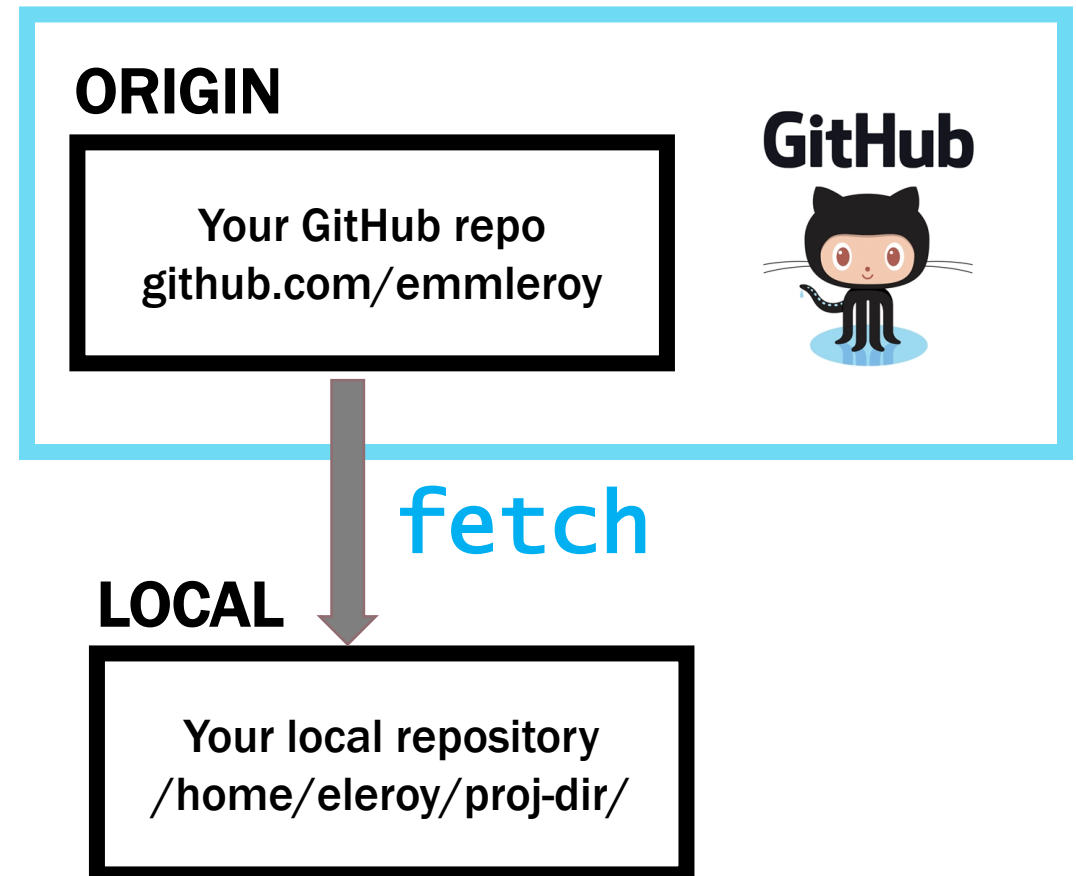 ORIGIN
GitHub
Your GitHub repo
github.com/emmleroy
fetch
LOCAL
Your local repository
/home/eleroy/proj-dir/